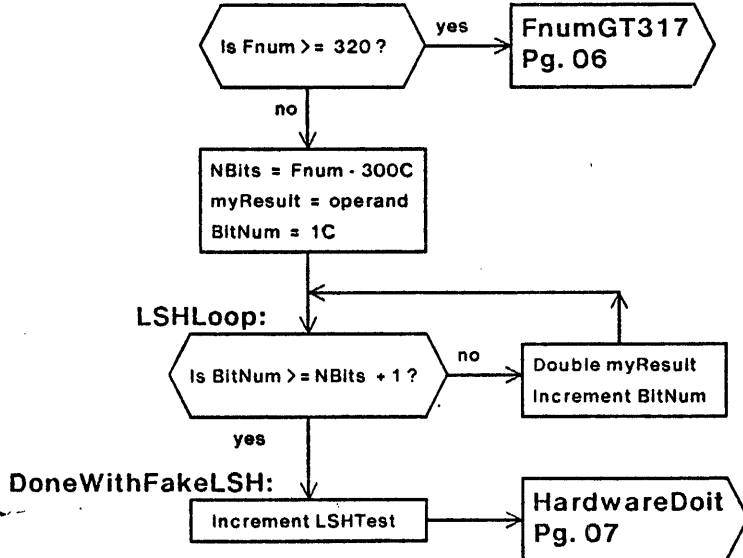 Is Fnum >= 320 ?
yes
FnumGT317
Pg. 06
no
NBits = Fnum - 300C
myResult = operand
BitNum = 1C
LSHLoop:
Is BitNum >= NBits + 1 ?
no
Double myResult
Increment BitNum
yes
DoneWithFakeLSH:
Increment LSHTest
HardwareDoit
Pg. 07